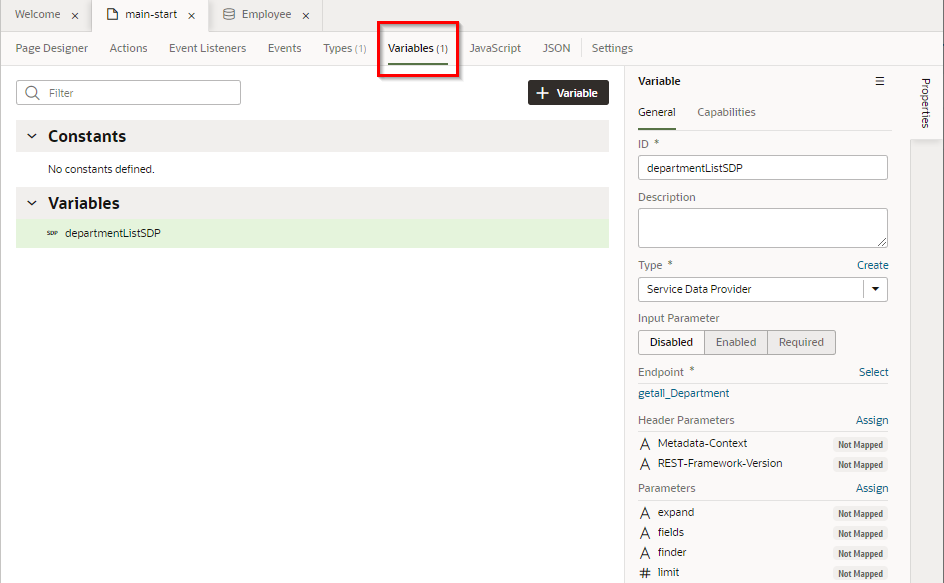 Welcome x main-start x Employee x
Page Designer Actions Event Listeners Events Types (1) Variables (1) JavaScript JSON Settings
Filter
+ Variable
Constants
No constants defined.
Variables
SDP departmentListSDP
Variable
General Capabilities
ID *
departmentListSDP
Description
Type * Create
Service Data Provider
Input Parameter
Disabled Enabled Required
Endpoint * Select
getall_Department
Header Parameters Assign
A Metadata-Context Not Mapped
A REST-Framework-Version Not Mapped
Parameters Assign
A expand Not Mapped
A fields Not Mapped
A finder Not Mapped
# limit Not Mapped
Properties